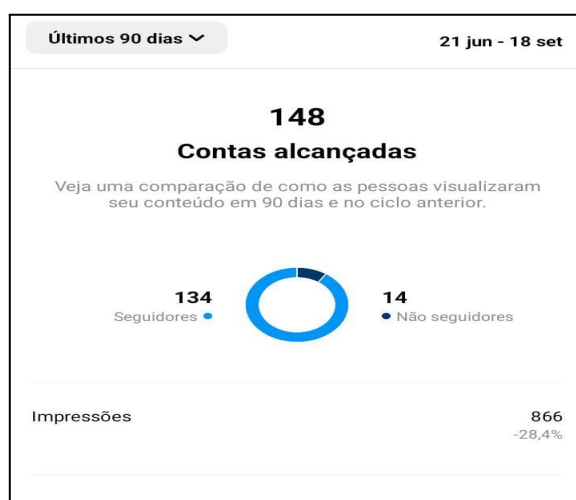 Últimos 90 dias
21 jun - 18 set
148
Contas alcançadas
Veja uma comparação de como as pessoas visualizaram
seu conteúdo em 90 dias e no ciclo anterior.
134
Seguidores
14
Não seguidores
Impressões
866
-28,4%